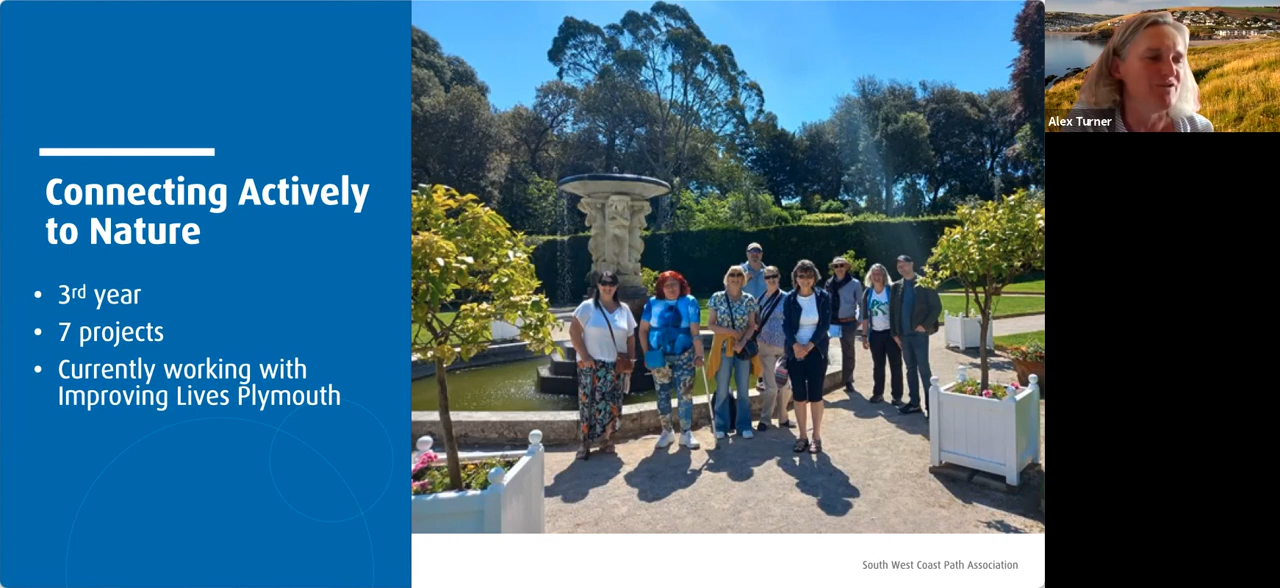 Connecting Actively
to Nature
• 3rd year
• 7 projects
• Currently working with
Improving Lives Plymouth
South West Coast Path Association
Alex Turner